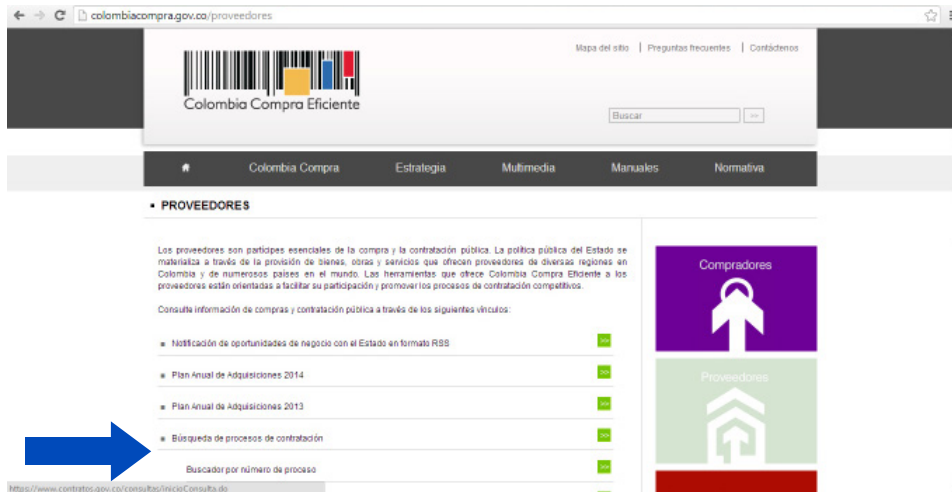 colombiacompra.gov.co/proveedores
Mapa del sitio | Preguntas frecuentes | Contáctenos
Colombia Compra Eficiente
Buscar >>
Colombia Compra Estrategia Multimedia Manuales Normativa
PROVEEDORES
Los proveedores son partícipes esenciales de la compra y la contratación pública. La política pública del Estado se
materializa a través de la provisión de bienes, obras y servicios que ofrecen proveedores de diversas regiones en
Colombia y de numerosos países en el mundo. Las herramientas que ofrece Colombia Compra Eficiente a los
proveedores están orientadas a facilitar su participación y promover los procesos de contratación competitivos.
Consulte información de compras y contratación pública a través de los siguientes vínculos:
Notificación de oportunidades de negocio con el Estado en formato RSS >>
Plan Anual de Adquisiciones 2014 >>
Plan Anual de Adquisiciones 2013 >>
Búsqueda de procesos de contratación >>
Buscador por número de proceso >>
Compradores
Proveedores
https://www.contratos.gov.co/consultas/inicioConsulta.do